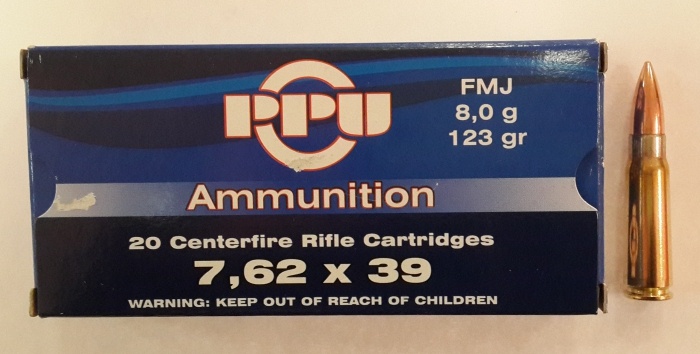 PPU
FMJ
8,0 g
123 gr
Ammunition
20 Centerfire Rifle Cartridges
7,62 x 39
WARNING: KEEP OUT OF REACH OF CHILDREN